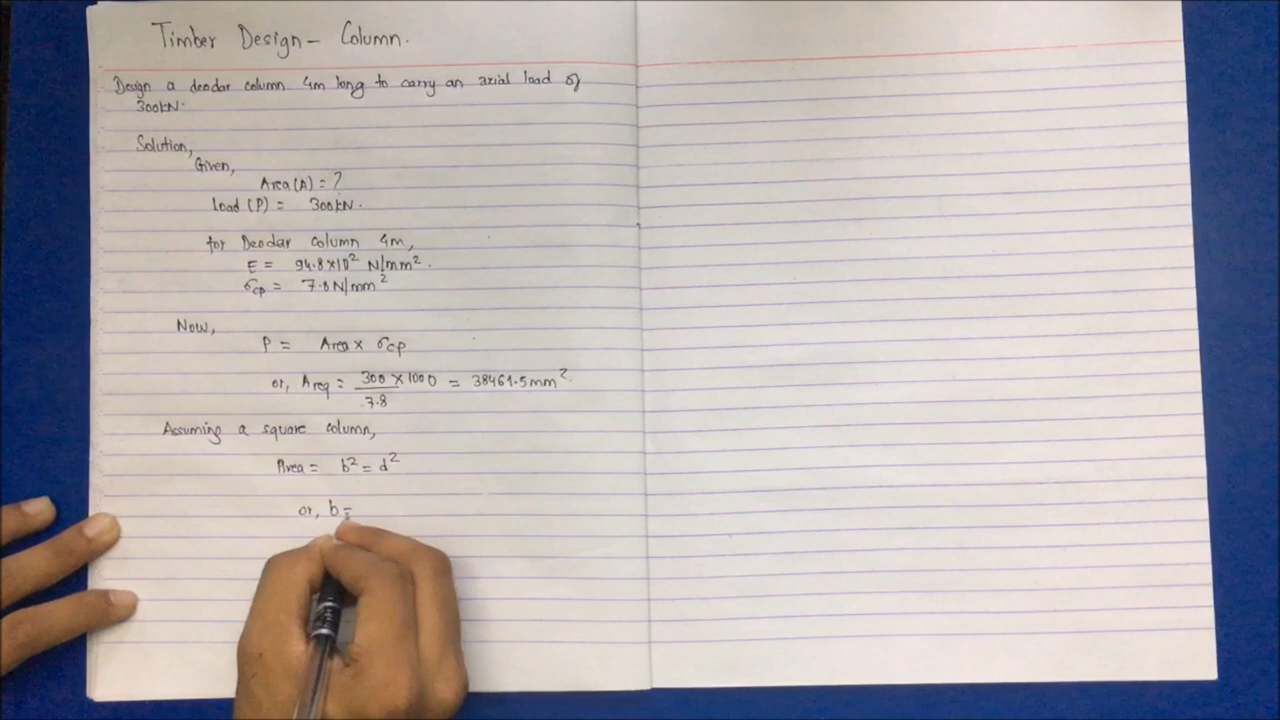 Timber Design - Column.
Design a deodar column 4m long to carry an axial load of
300kN.
Solution,
Given,
Area (A) = ?
load (P) = 300kN.
for Deodar column 4m,
E = 94.8×10² N/mm².
σcp = 7.8 N/mm²
Now,
P = Area × σcp
or, Areq = 300 × 1000 / 7.8 = 38461.5mm².
Assuming a square column,
Area = b² = d²
or, b =